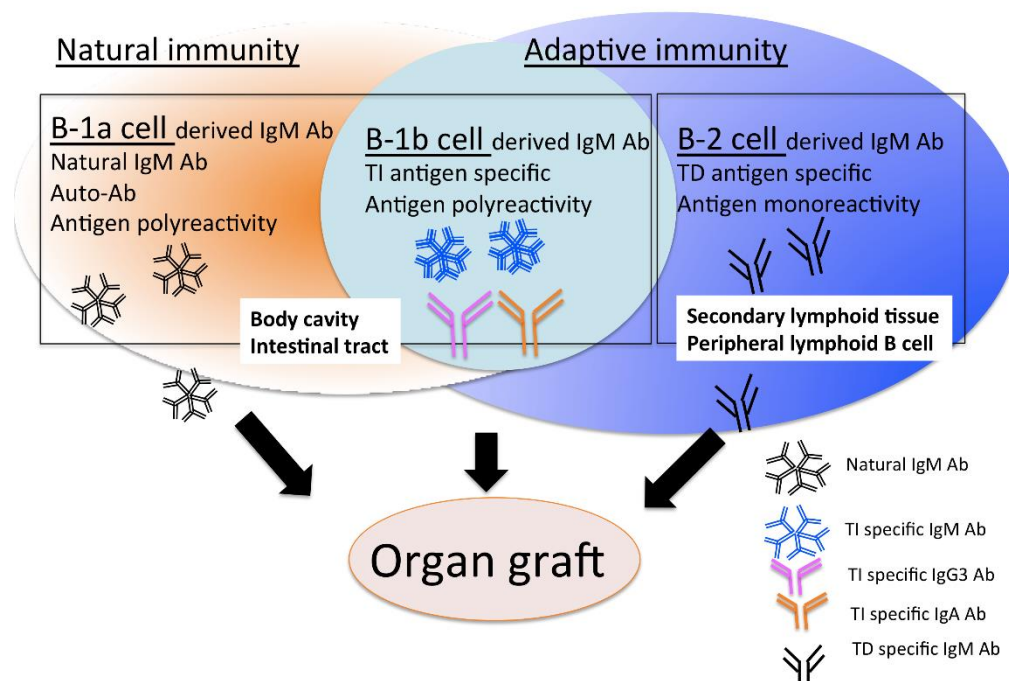 Natural immunity
Adaptive immunity
B-1a cell derived IgM Ab
Natural IgM Ab
Auto-Ab
Antigen polyreactivity
B-1b cell derived IgM Ab
TI antigen specific
Antigen polyreactivity
B-2 cell derived IgM Ab
TD antigen specific
Antigen monoreactivity
Body cavity
Intestinal tract
Secondary lymphoid tissue
Peripheral lymphoid B cell
Organ graft
Natural IgM Ab
TI specific IgM Ab
TI specific IgG3 Ab
TI specific IgA Ab
TD specific IgM Ab